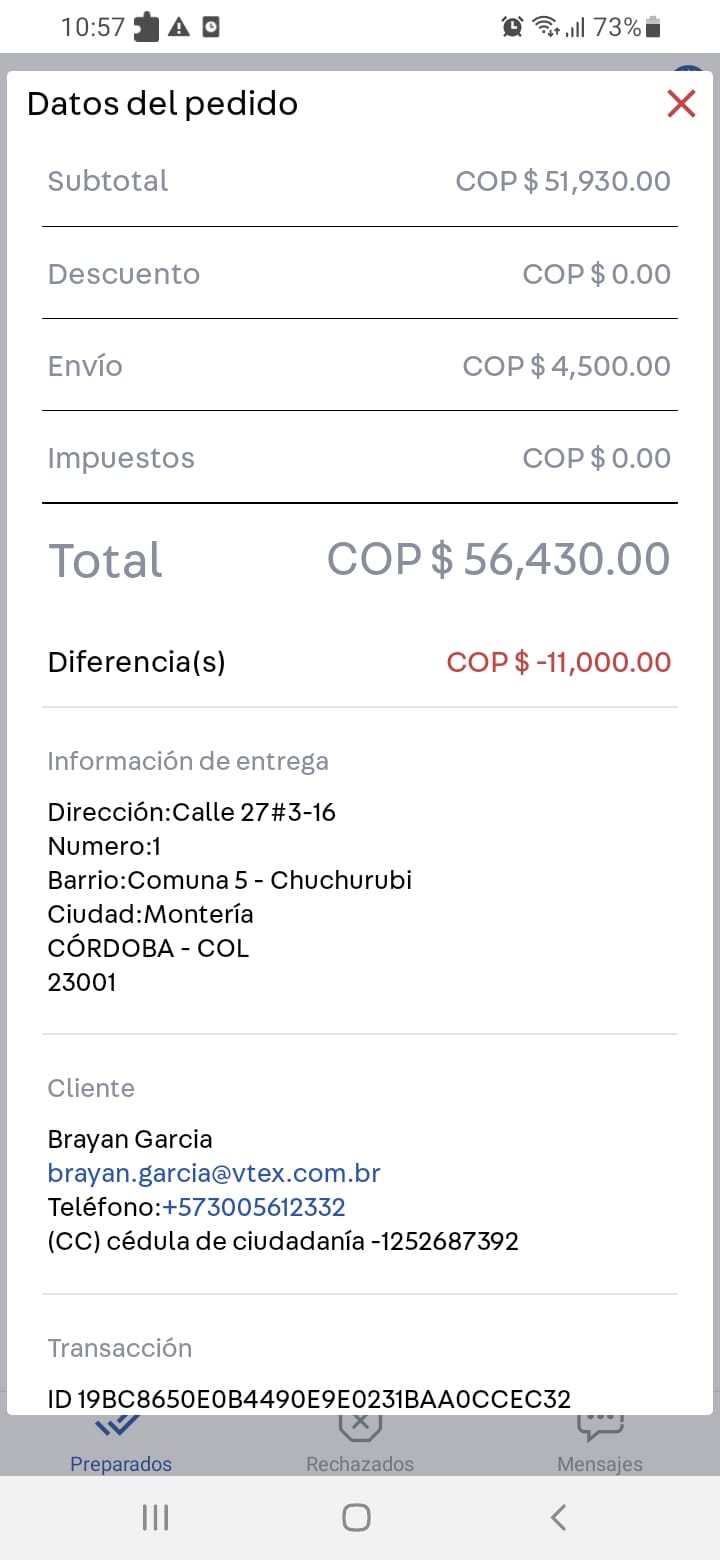 10:57
73%
Datos del pedido
Subtotal COP $ 51,930.00
Descuento COP $ 0.00
Envío COP $ 4,500.00
Impuestos COP $ 0.00
Total COP $ 56,430.00
Diferencia(s) COP $ -11,000.00
Información de entrega
Dirección:Calle 27#3-16
Numero:1
Barrio:Comuna 5 - Chuchurubi
Ciudad:Montería
CÓRDOBA - COL
23001
Cliente
Brayan Garcia
brayan.garcia@vtex.com.br
Teléfono:+573005612332
(CC) cédula de ciudadanía -1252687392
Transacción
ID 19BC8650E0B4490E9E0231BAA0CCEC32
Preparados Rechazados Mensajes